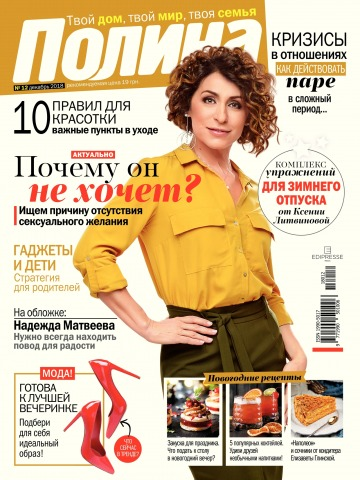 Твой дом, твой мир, твоя семья
Полина
№ 12 декабрь 2018
рекомендуемая цена 19 грн.
КРИЗИСЫ
В ОТНОШЕНИЯХ
КАК ДЕЙСТВОВАТЬ
паре
В СЛОЖНЫЙ
ПЕРИОД...
10 ПРАВИЛ ДЛЯ
КРАСОТКИ
ВАЖНЫЕ ПУНКТЫ В УХОДЕ
АКТУАЛЬНО
Почему он
не хочет?
Ищем причину отсутствия
сексуального желания
КОМПЛЕКС
упражнений
ДЛЯ ЗИМНЕГО
ОТПУСКА
от Ксении
Литвиновой
ГАДЖЕТЫ
И ДЕТИ
Стратегия
для родителей
E
EDIPRESSE
На обложке:
Надежда Матвеева
Нужно всегда находить
повод для радости
МОДА!
ГОТОВА
К ЛУЧШЕЙ
ВЕЧЕРИНКЕ
Подбери
для себя
идеальный
образ!
ЧТО
СЕЙЧАС
В ТРЕНДЕ?
Новогодние рецепты
Закуски для праздника.
Что подать к столу
в новогодний вечер?
5 популярных коктейлей.
Удиви друзей
необычными напитками!
«Наполеон»
и сочники от кондитера
Елизаветы Глинской.